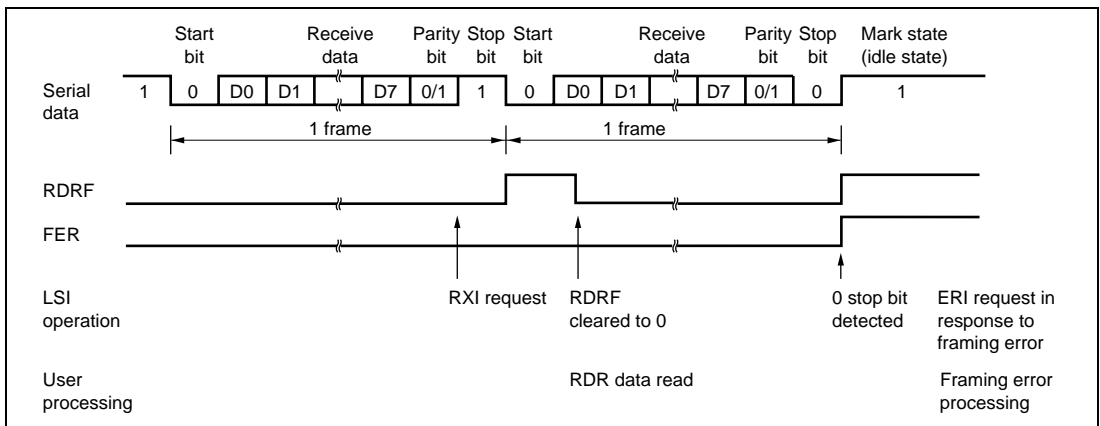 Start bit Receive data Parity bit Stop bit Start bit Receive data Parity bit Stop bit Mark state (idle state)
Serial data 1 0 D0 D1 D7 0/1 1 0 D0 D1 D7 0/1 0 1
1 frame 1 frame
RDRF
FER
LSI operation RXI request RDRF cleared to 0 0 stop bit detected ERI request in response to framing error
User processing RDR data read Framing error processing